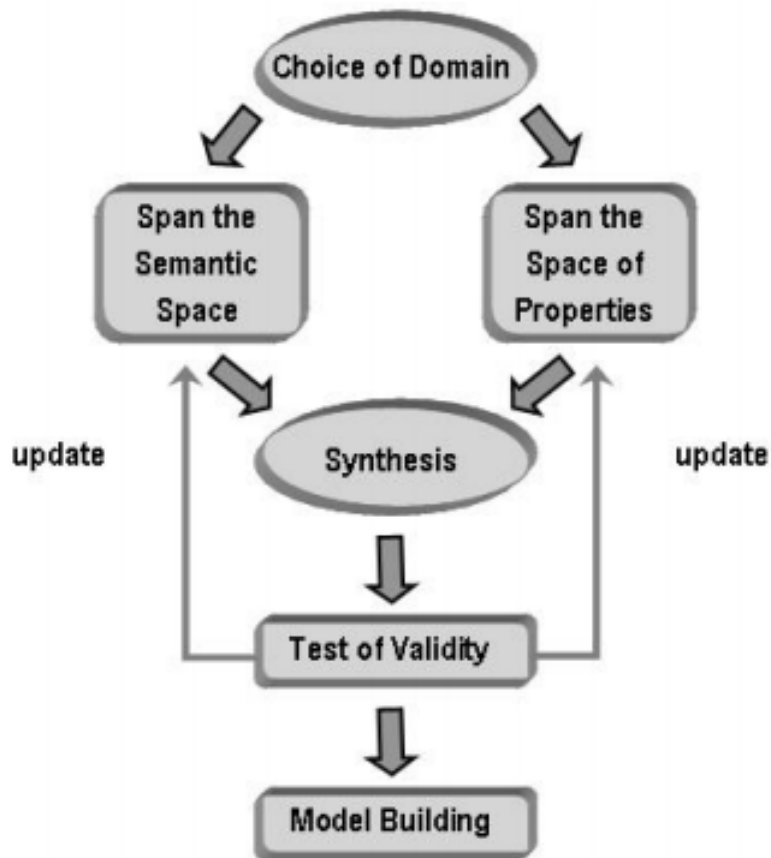 Choice of Domain
Span the
Semantic
Space
Span the
Space of
Properties
update
Synthesis
update
Test of Validity
Model Building